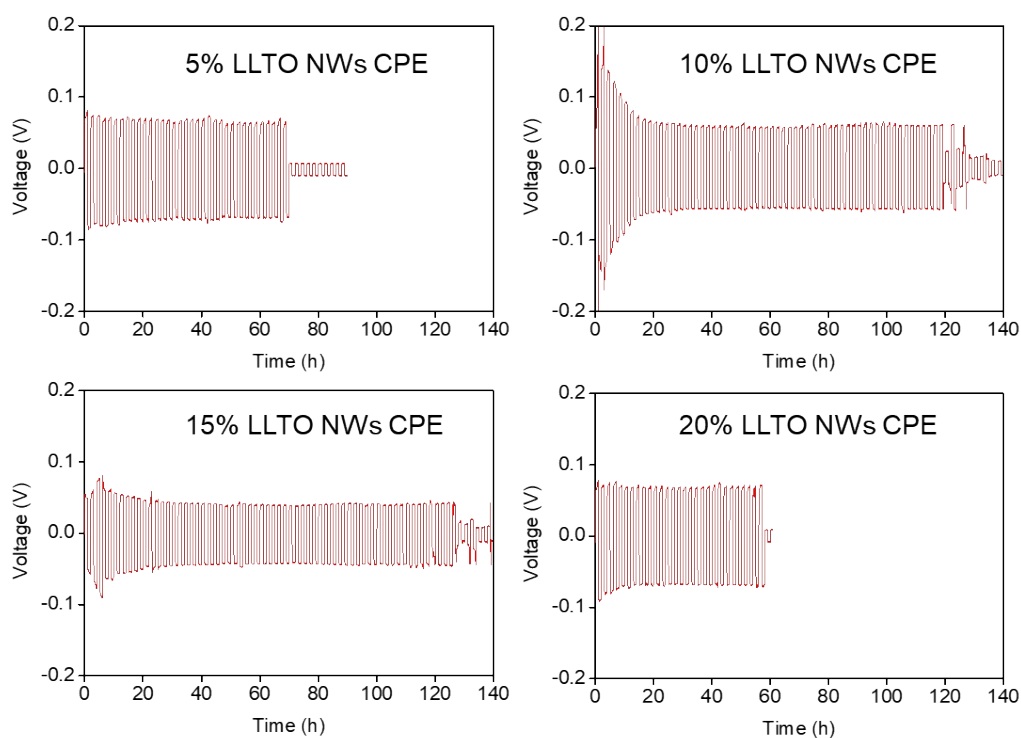 5% LLTO NWs CPE
0.2
0.1
0.0
-0.1
-0.2
Voltage (V)
0 20 40 60 80 100 120 140
Time (h)
10% LLTO NWs CPE
0.2
0.1
0.0
-0.1
-0.2
Voltage (V)
0 20 40 60 80 100 120 140
Time (h)
15% LLTO NWs CPE
0.2
0.1
0.0
-0.1
-0.2
Voltage (V)
0 20 40 60 80 100 120 140
Time (h)
20% LLTO NWs CPE
0.2
0.1
0.0
-0.1
-0.2
Voltage (V)
0 20 40 60 80 100 120 140
Time (h)